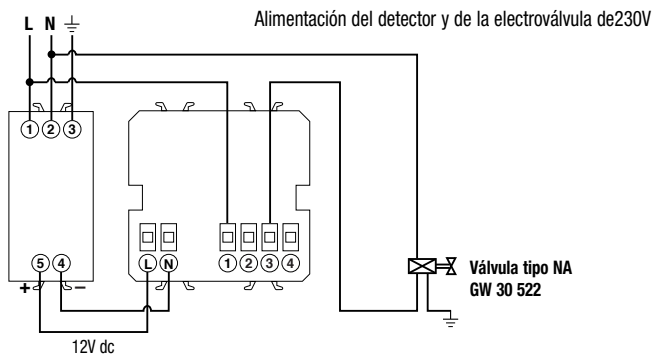 Alimentación del detector y de la electroválvula de230V
L N
1 2 3
5 4
+ −
L N 1 2 3 4
Válvula tipo NA
GW 30 522
12V dc